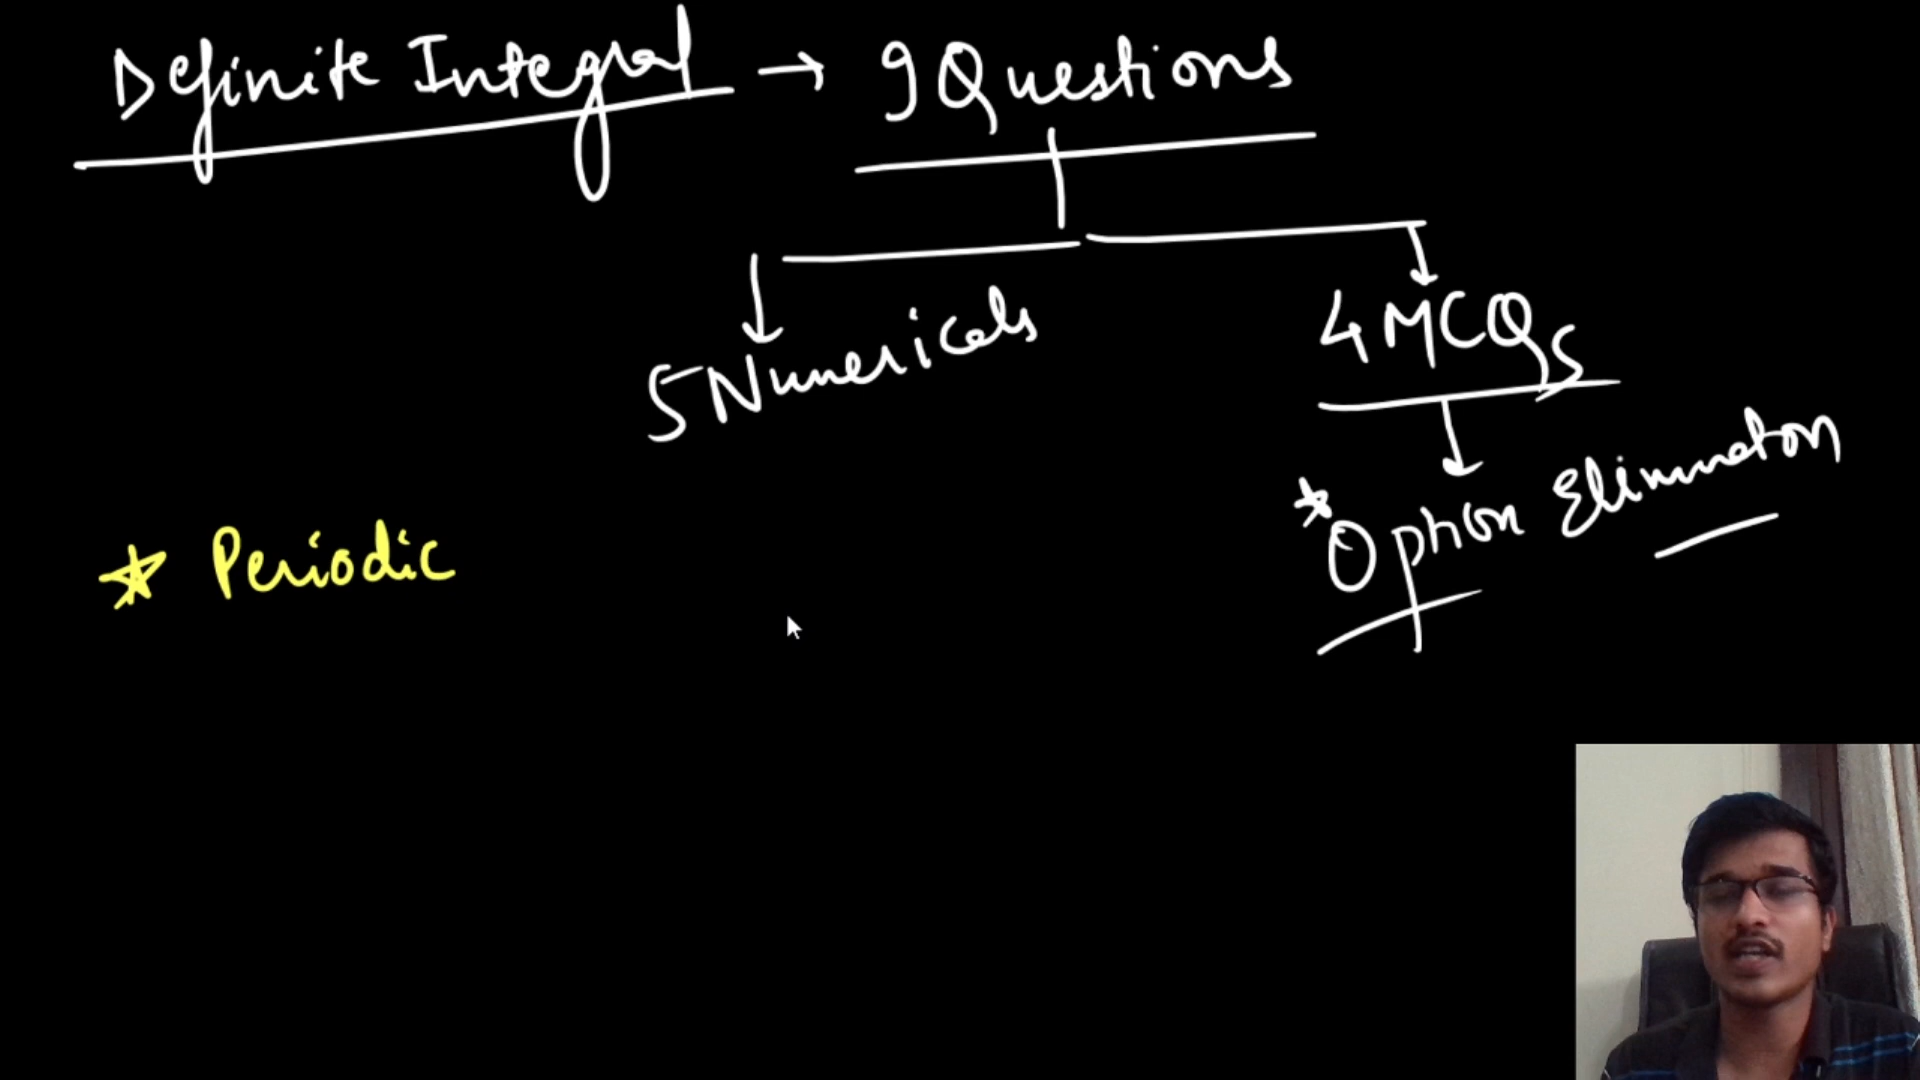 Definite Integral → 9 Questions
5 Numericals
4 MCQs
* Option Elimination
* Periodic